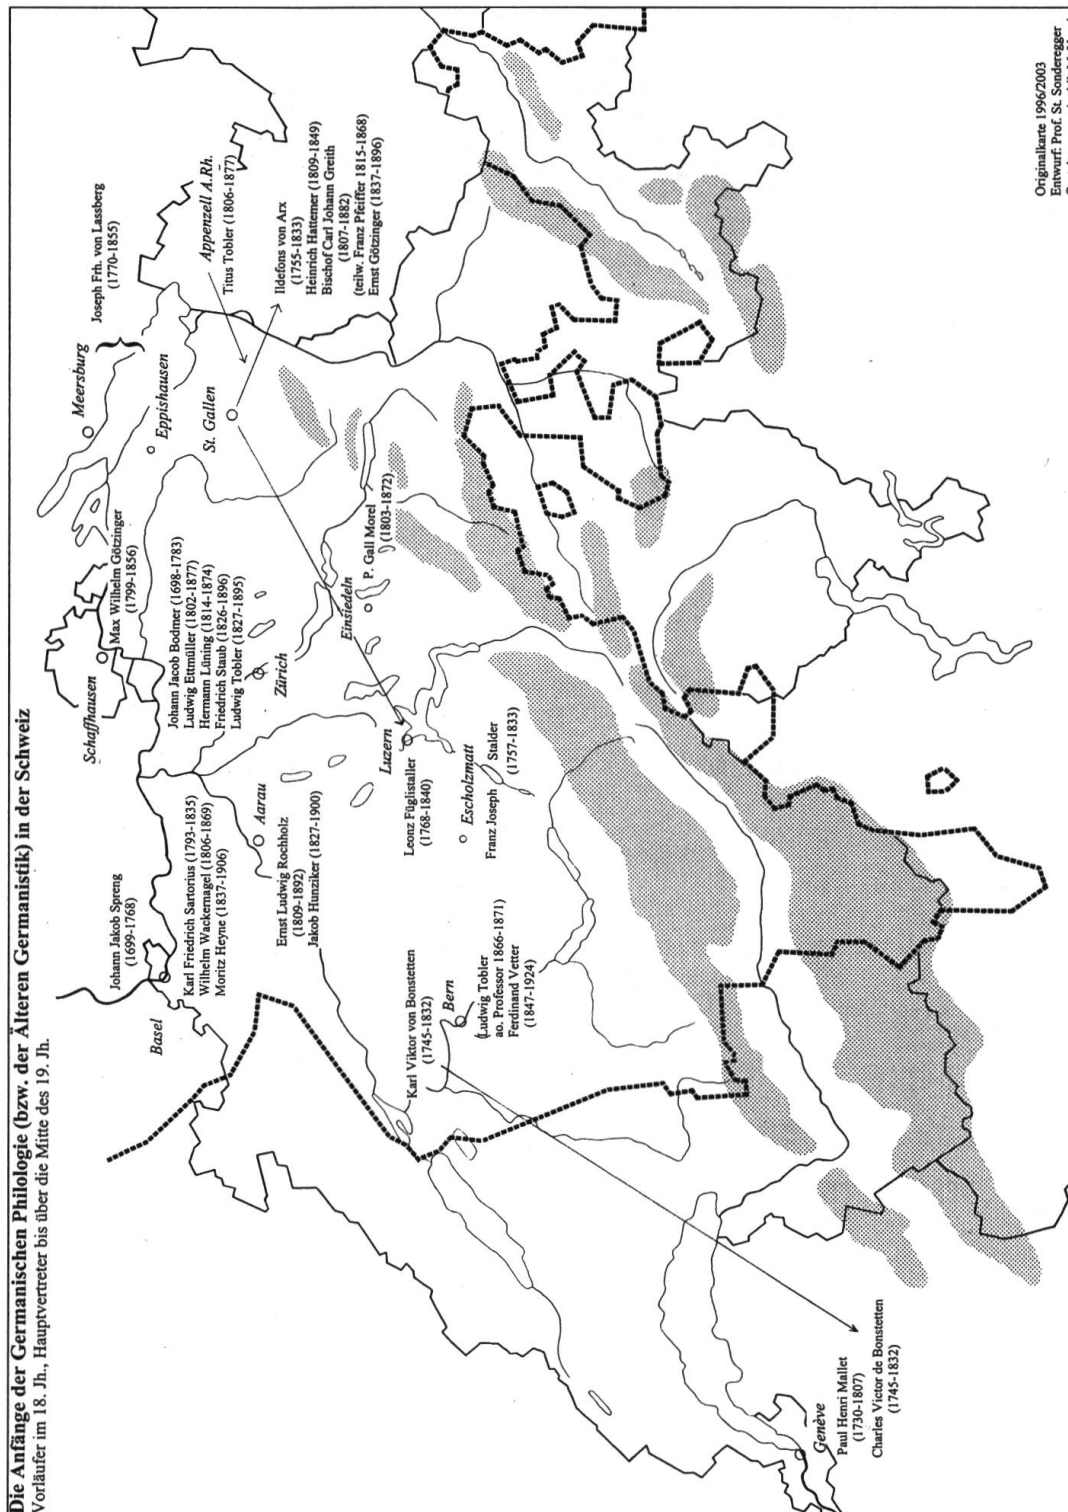 Die Anfänge der Germanischen Philologie (bzw. der Älteren Germanistik) in der Schweiz
Vorläufer im 18. Jh., Hauptvertreter bis über die Mitte des 19. Jh.
Johann Jakob Spreng
(1699-1768)
Basel
Karl Friedrich Sartorius (1793-1835)
Wilhelm Wackernagel (1806-1869)
Moritz Heyne (1837-1906)
Schaffhausen
Max Wilhelm Götzinger
(1799-1856)
Meersburg
Joseph Frh. von Lassberg
(1770-1855)
Eppishausen
Johann Jacob Bodmer (1698-1783)
Ludwig Ettmüller (1802-1877)
Hermann Lüning (1814-1874)
Friedrich Staub (1826-1896)
Ludwig Tobler (1827-1895)
Zürich
Appenzell A.Rh.
Titus Tobler (1806-1877)
St. Gallen
Ildefons von Arx
(1755-1833)
Heinrich Hattemer (1809-1849)
Bischof Carl Johann Greith
(1807-1882)
(teilw. Franz Pfeiffer 1815-1868)
Ernst Götzinger (1837-1896)
Aarau
Ernst Ludwig Rochholz
(1809-1892)
Jakob Hunziker (1827-1900)
Einsiedeln
P. Gall Morel
(1803-1872)
Luzern
Leonz Füglistaller
(1768-1840)
Escholzmatt
Franz Joseph Stalder
(1757-1833)
Karl Viktor von Bonstetten
(1745-1832)
Bern
(Ludwig Tobler
ao. Professor 1866-1871)
Ferdinand Vetter
(1847-1924)
Genève
Paul Henri Mallet
(1730-1807)
Charles Victor de Bonstetten
(1745-1832)
Originalkarte 1996/2003
Entwurf: Prof. St. Sonderegger